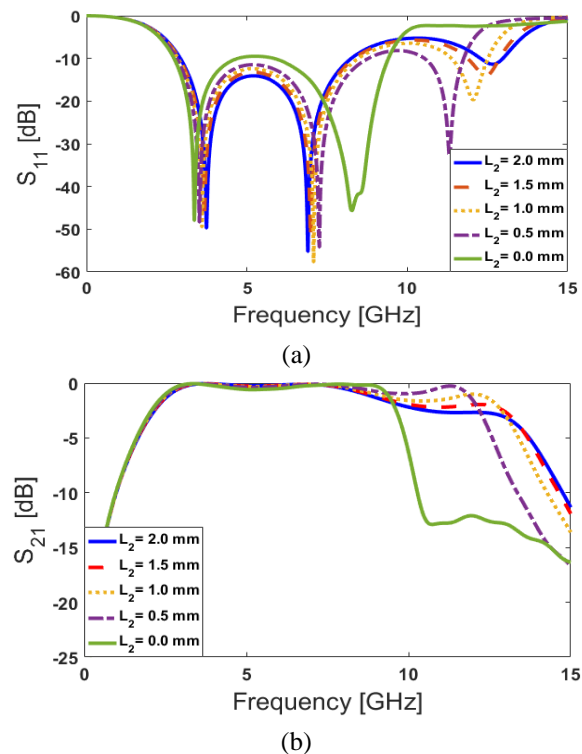 0
-10
-20
-30
-40
-50
-60
S11 [dB]
L2= 2.0 mm
L2= 1.5 mm
L2= 1.0 mm
L2= 0.5 mm
L2= 0.0 mm
0 5 10 15
Frequency [GHz]
(a)
0
-5
-10
-15
-20
-25
S21 [dB]
L2= 2.0 mm
L2= 1.5 mm
L2= 1.0 mm
L2= 0.5 mm
L2= 0.0 mm
0 5 10 15
Frequency [GHz]
(b)